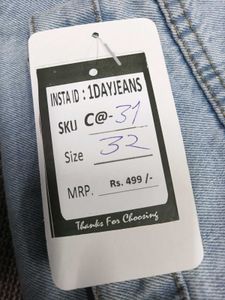 INSTA ID : 1DAYJEANS
SKU C@-31
Size 32
MRP. Rs. 499 /-
Thanks For Choosing